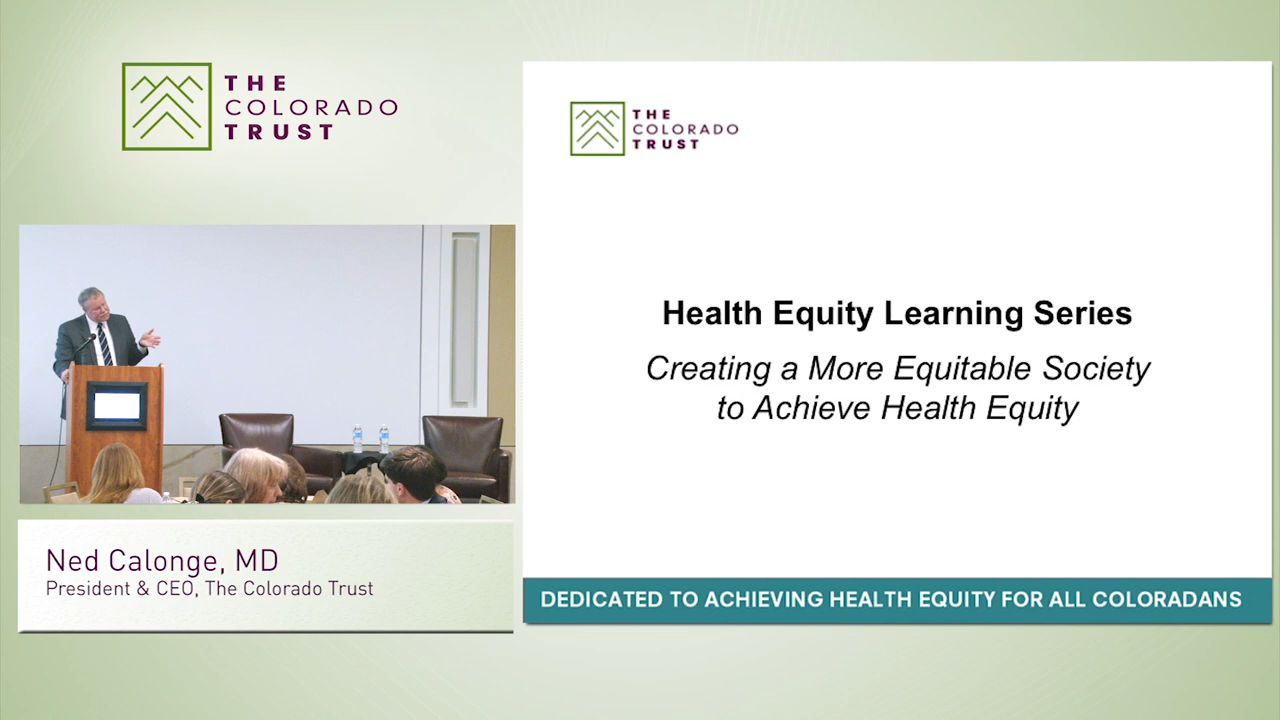 THE
COLORADO
TRUST
Ned Calonge, MD
President & CEO, The Colorado Trust
THE
COLORADO
TRUST
Health Equity Learning Series
Creating a More Equitable Society
to Achieve Health Equity
DEDICATED TO ACHIEVING HEALTH EQUITY FOR ALL COLORADANS